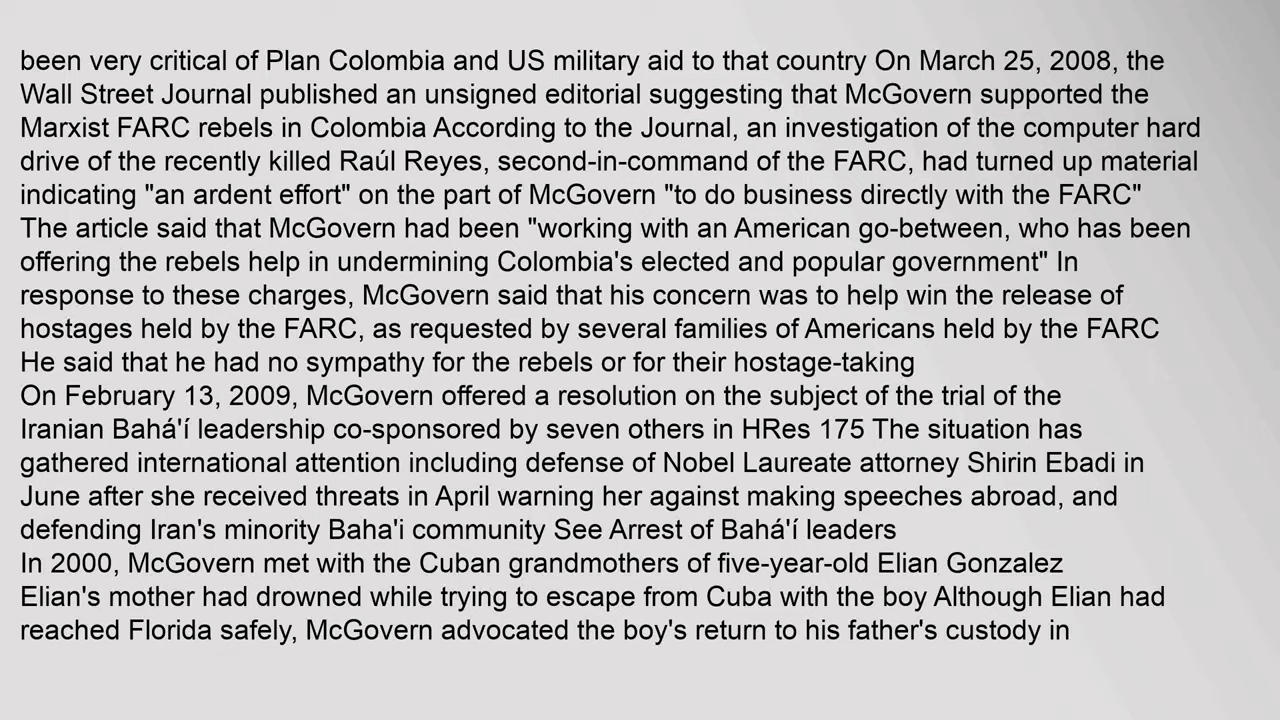 been very critical of Plan Colombia and US military aid to that country On March 25, 2008, the
Wall Street Journal published an unsigned editorial suggesting that McGovern supported the
Marxist FARC rebels in Colombia According to the Journal, an investigation of the computer hard
drive of the recently killed Raúl Reyes, second-in-command of the FARC, had turned up material
indicating "an ardent effort" on the part of McGovern "to do business directly with the FARC"
The article said that McGovern had been "working with an American go-between, who has been
offering the rebels help in undermining Colombia's elected and popular government" In
response to these charges, McGovern said that his concern was to help win the release of
hostages held by the FARC, as requested by several families of Americans held by the FARC
He said that he had no sympathy for the rebels or for their hostage-taking
On February 13, 2009, McGovern offered a resolution on the subject of the trial of the
Iranian Bahá'í leadership co-sponsored by seven others in HRes 175 The situation has
gathered international attention including defense of Nobel Laureate attorney Shirin Ebadi in
June after she received threats in April warning her against making speeches abroad, and
defending Iran's minority Baha'i community See Arrest of Bahá'í leaders
In 2000, McGovern met with the Cuban grandmothers of five-year-old Elian Gonzalez
Elian's mother had drowned while trying to escape from Cuba with the boy Although Elian had
reached Florida safely, McGovern advocated the boy's return to his father's custody in